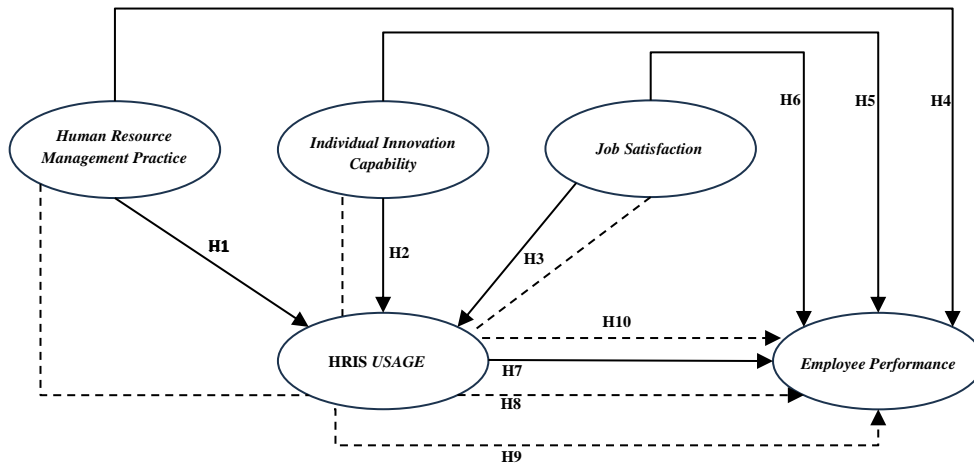 H6
H5
H4
Human Resource
Management Practice
Individual Innovation
Capability
Job Satisfaction
H1
H2
H3
H10
HRIS USAGE
H7
Employee Performance
H8
H9